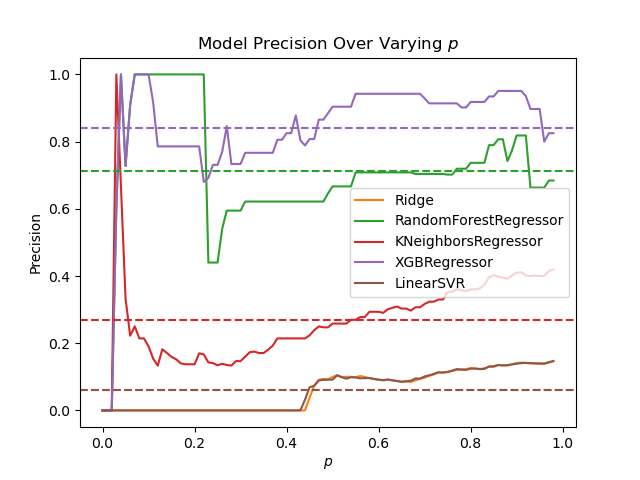 Model Precision Over Varying p
1.0
0.8
0.6
0.4
0.2
0.0
Precision
Ridge
RandomForestRegressor
KNeighborsRegressor
XGBRegressor
LinearSVR
0.0 0.2 0.4 0.6 0.8 1.0
p